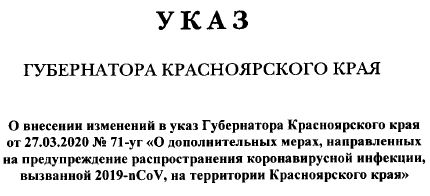 УКАЗ
ГУБЕРНАТОРА КРАСНОЯРСКОГО КРАЯ
О внесении изменений в указ Губернатора Красноярского края
от 27.03.2020 № 71-уг «О дополнительных мерах, направленных
на предупреждение распространения коронавирусной инфекции,
вызванной 2019-nCoV, на территории Красноярского края»